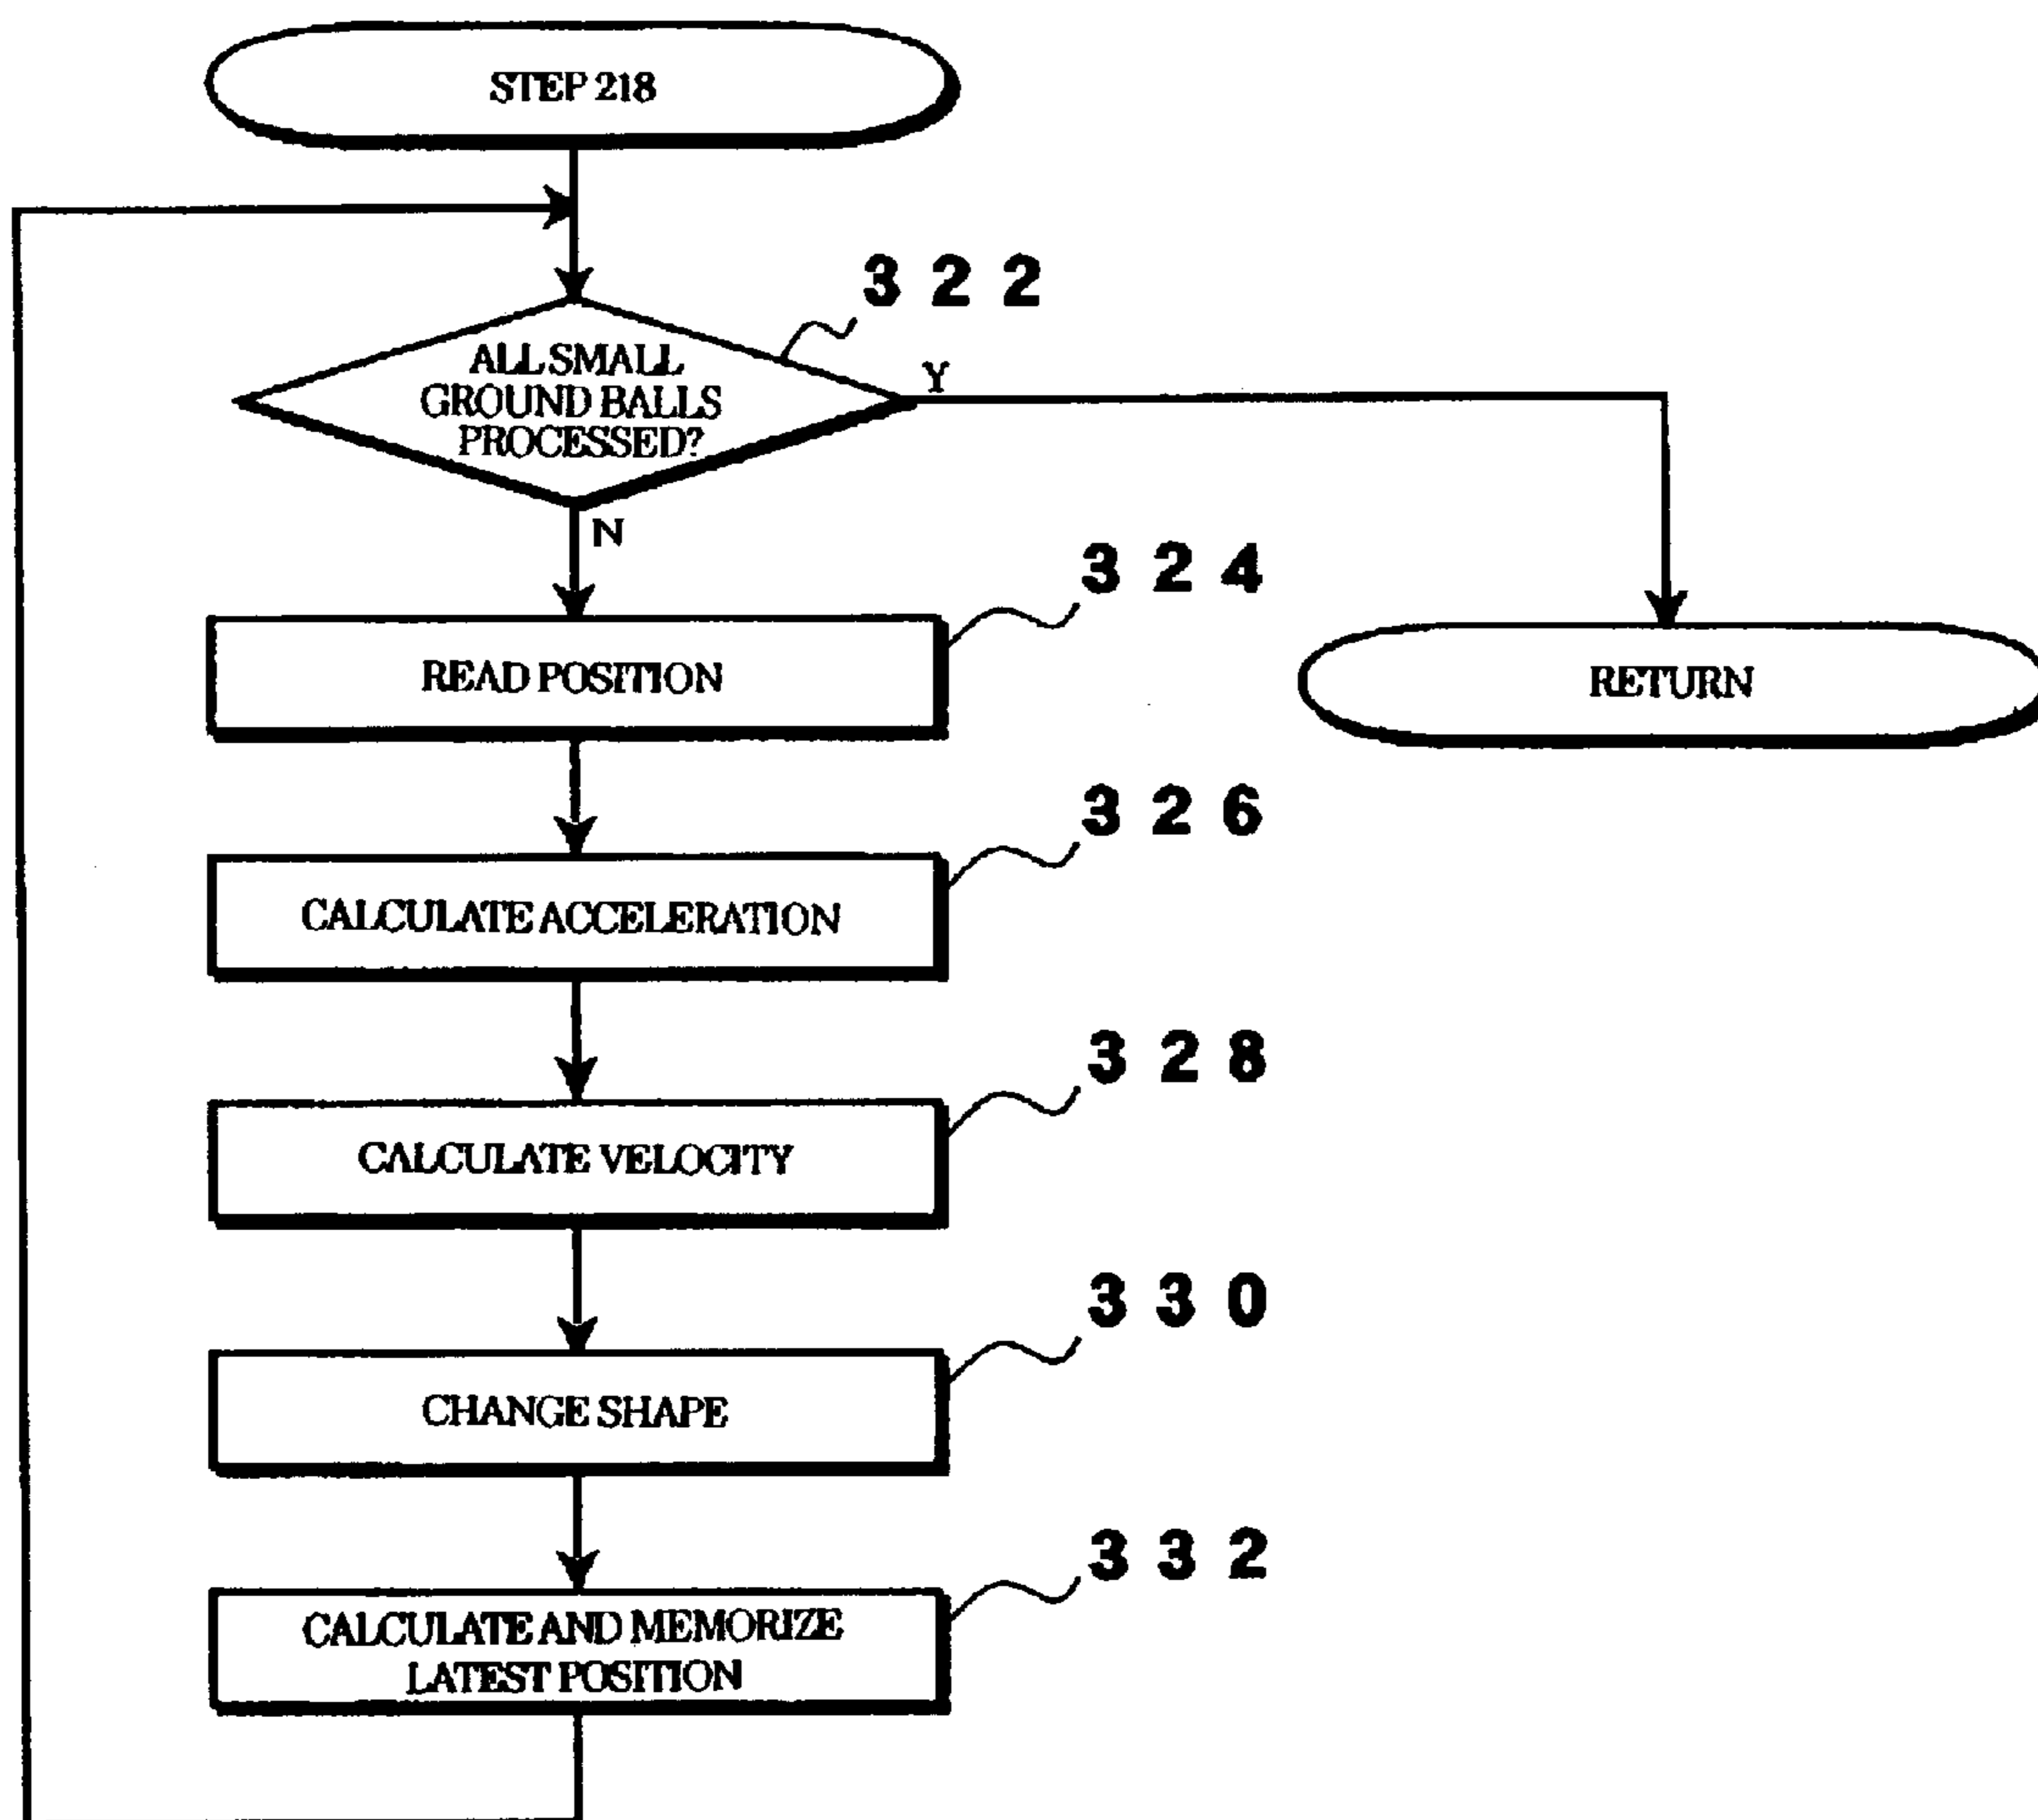 STEP 218
322
ALL SMALL
GROUND BALLS
PROCESSED?
Y
N
324
READ POSITION
RETURN
326
CALCULATE ACCELERATION
328
CALCULATE VELOCITY
330
CHANGE SHAPE
332
CALCULATE AND MEMORIZE
LATEST POSITION